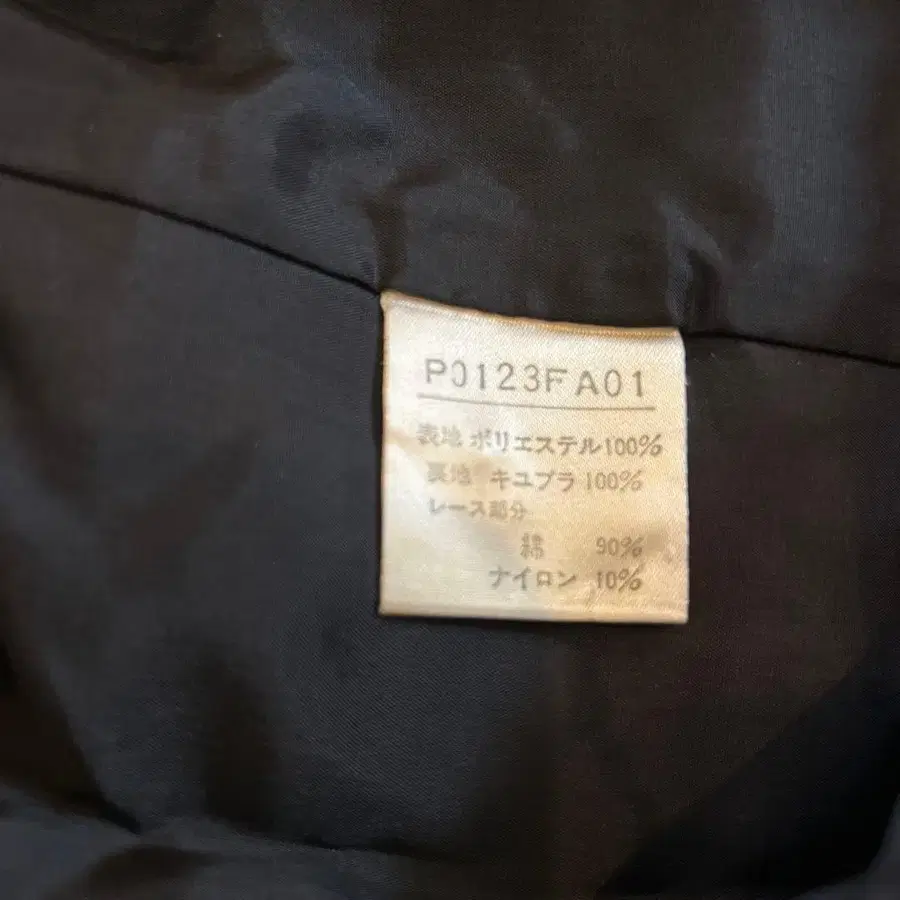 P0123FA01
表地 ポリエステル100%
裏地 キユプラ 100%
レース部分
綿 90%
ナイロン 10%